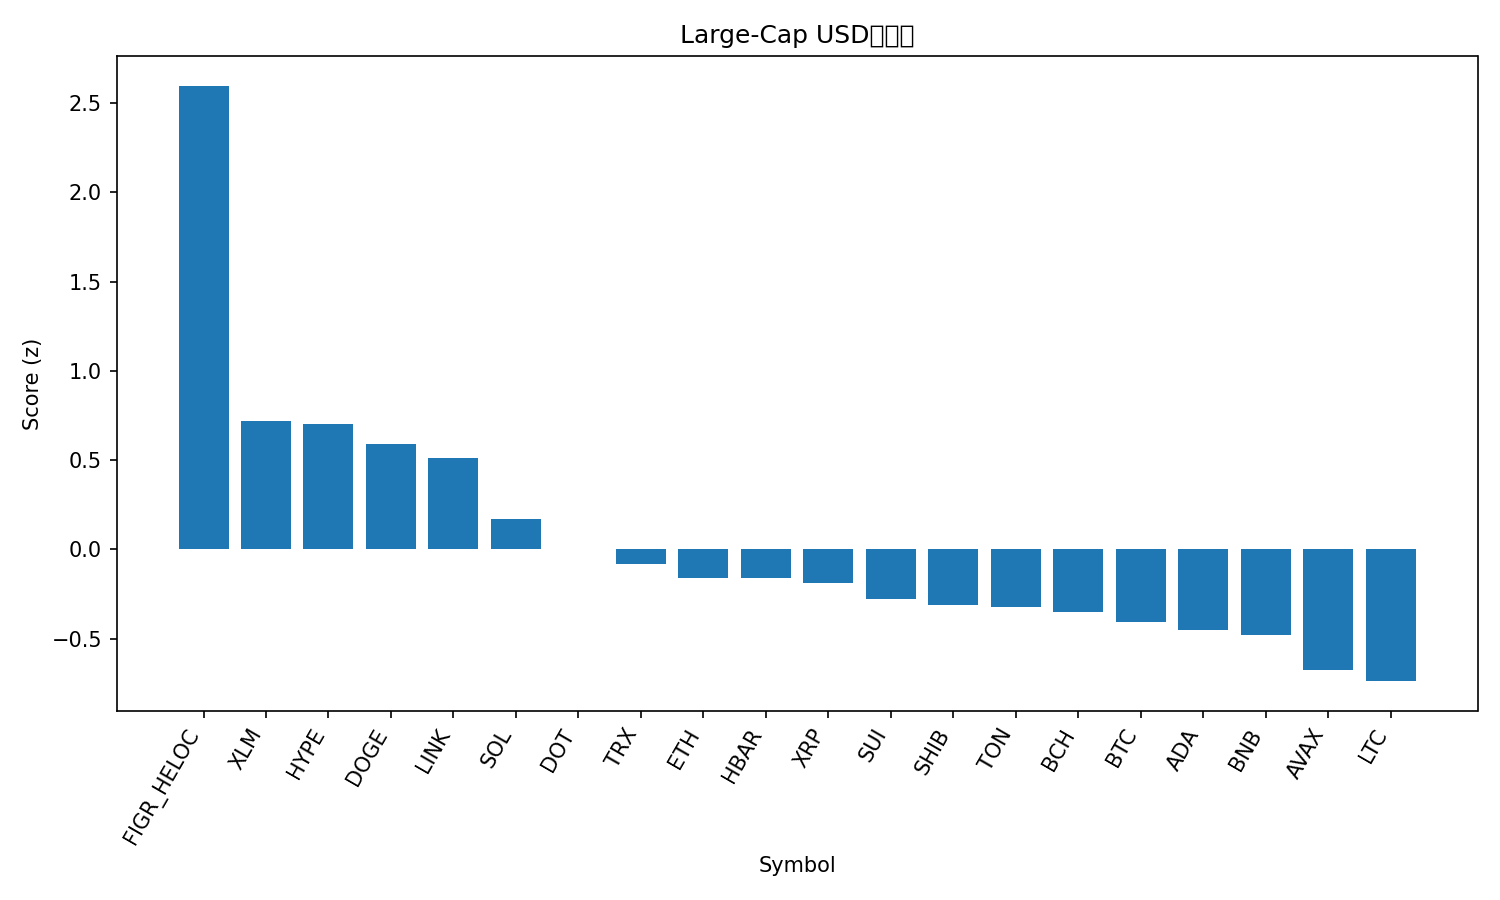 Large-Cap USD
Score (z)
2.5
2.0
1.5
1.0
0.5
0.0
−0.5
FIGR_HELOC
XLM
HYPE
DOGE
LINK
SOL
DOT
TRX
ETH
HBAR
XRP
SUI
SHIB
TON
BCH
BTC
ADA
BNB
AVAX
LTC
Symbol